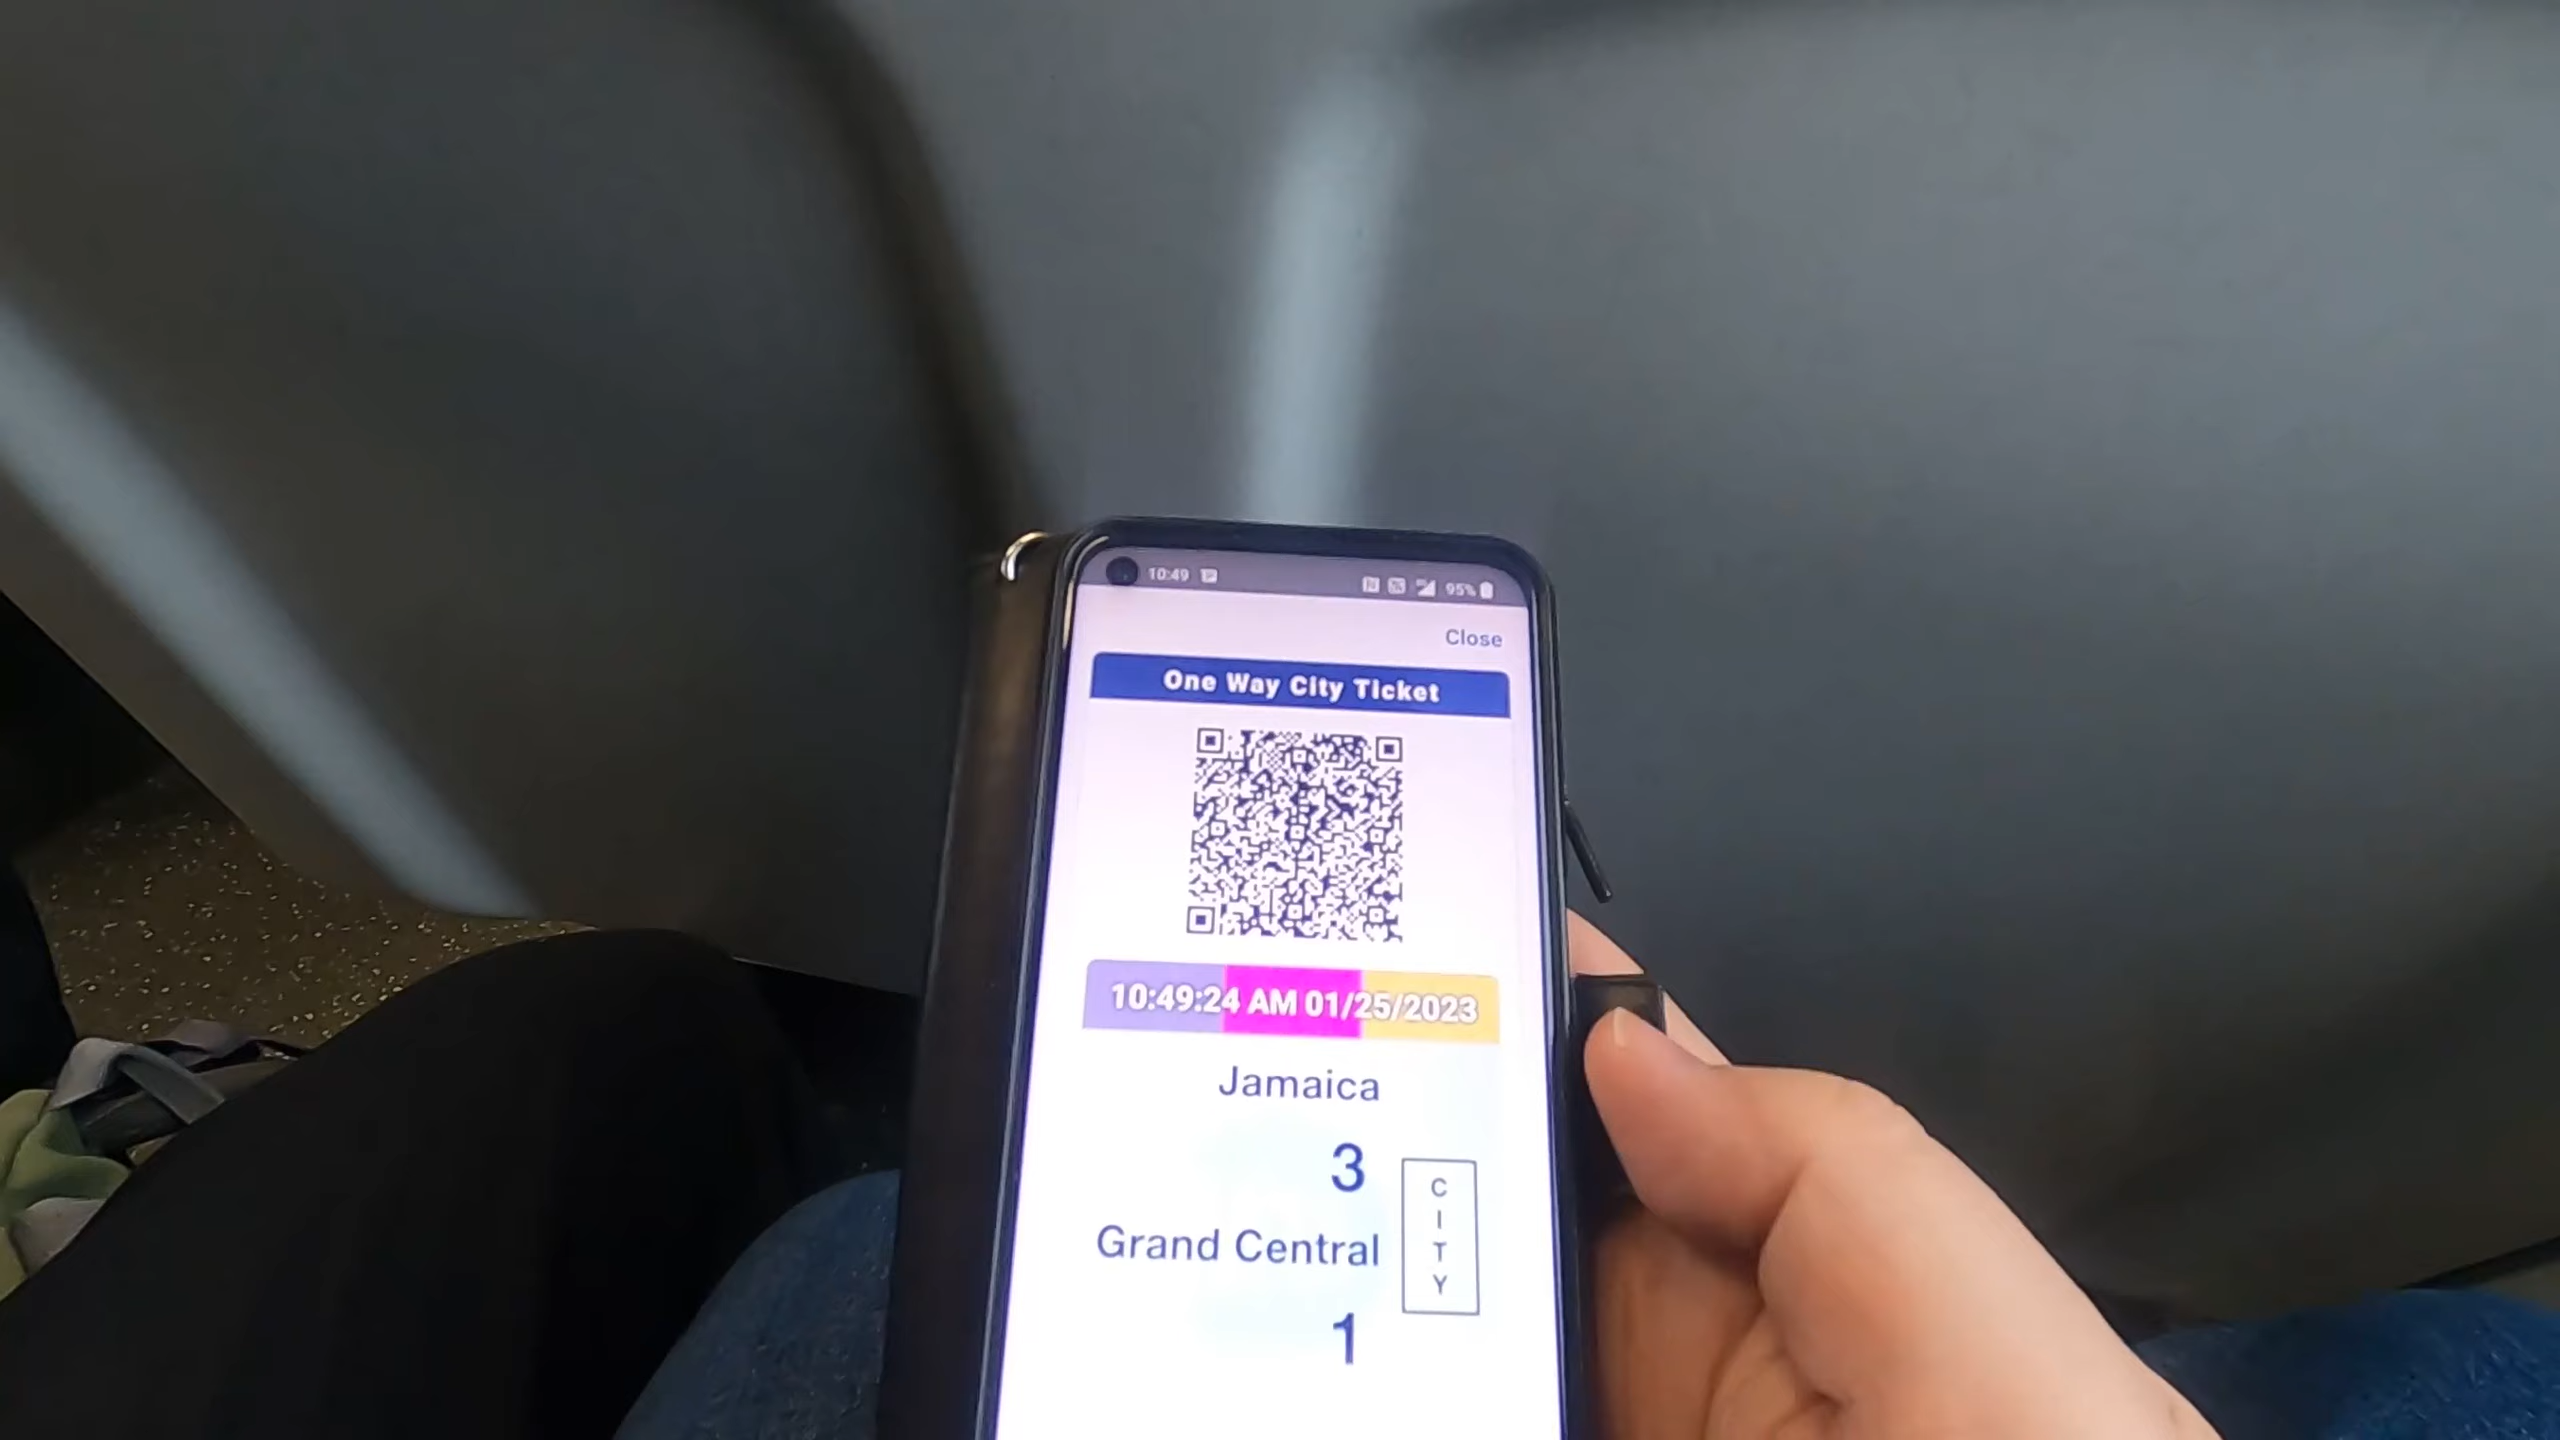 10:49
95%
Close
One Way City Ticket
10:49:24 AM 01/25/2023
Jamaica
3
Grand Central
1
C
I
T
Y